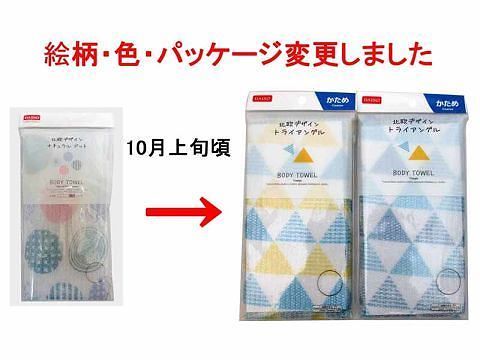 絵柄・色・パッケージ変更しました
DAISO
北欧デザイン
ナチュラルドット
BODY TOWEL
10月上旬頃
DAISO
かため
北欧デザイン
トライアングル
BODY TOWEL
DAISO
かため
北欧デザイン
トライアングル
BODY TOWEL